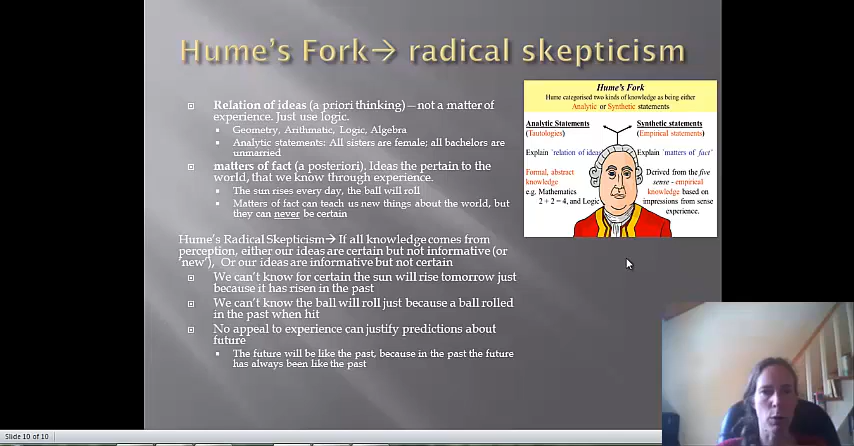 Hume's Fork→ radical skepticism
Relation of ideas (a priori thinking)—not a matter of
experience. Just use logic.
Geometry, Arithmatic, Logic, Algebra
Analytic statements: All sisters are female; all bachelors are
unmarried
matters of fact (a posteriori). Ideas the pertain to the
world, that we know through experience.
The sun rises every day, the ball will roll
Matters of fact can teach us new things about the world, but
they can never be certain
Hume's Radical Skepticism→ If all knowledge comes from
perception, either our ideas are certain but not informative (or
'new'), Or our ideas are informative but not certain
We can't know for certain the sun will rise tomorrow just
because it has risen in the past
We can't know the ball will roll just because a ball rolled
in the past when hit
No appeal to experience can justify predictions about
future
The future will be like the past, because in the past the future
has always been like the past
Hume's Fork
Hume categorised two kinds of knowledge as being either
Analytic or Synthetic statements.
Analytic Statements
(Tautologies)
Explain 'relation of ideas
Formal, abstract
knowledge
e.g. Mathematics
2 + 2 = 4, and Logic
Synthetic statements
(Empirical statements)
Explain 'matters of fact'
Derived from the five
sense - empirical
knowledge based on
impressions from sense
experience.
Slide 10 of 10